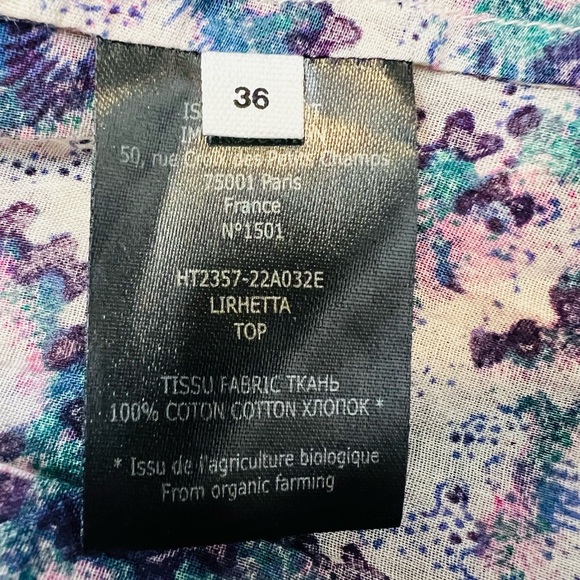 36
50, rue Croix des Petits Champs
75001 Paris
France
N°1501
HT2357-22A032E
LIRHETTA
TOP
TISSU FABRIC ТКАНЬ
100% COTON COTTON ХЛОПОК *
* Issu de l'agriculture biologique
From organic farming